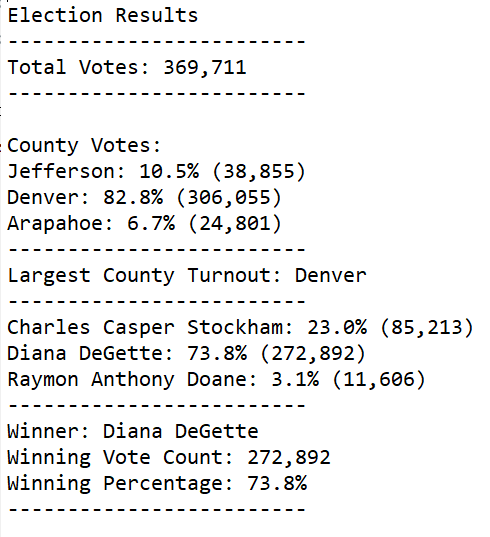 Election Results
-------------------------
Total Votes: 369,711
-------------------------
County Votes:
Jefferson: 10.5% (38,855)
Denver: 82.8% (306,055)
Arapahoe: 6.7% (24,801)
-------------------------
Largest County Turnout: Denver
-------------------------
Charles Casper Stockham: 23.0% (85,213)
Diana DeGette: 73.8% (272,892)
Raymon Anthony Doane: 3.1% (11,606)
-------------------------
Winner: Diana DeGette
Winning Vote Count: 272,892
Winning Percentage: 73.8%
-------------------------